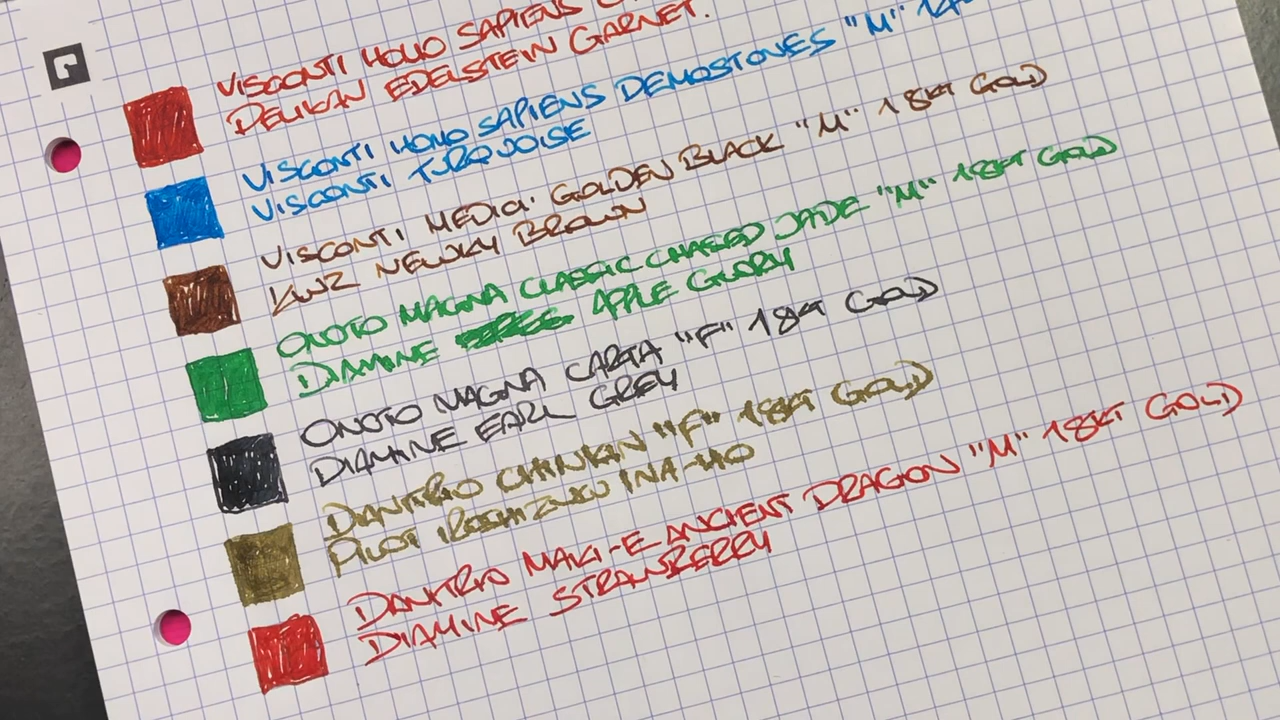 VISCONTI HOMO SAPIENS
PELIKAN EDELSTEIN GARNET.
VISCONTI HOMO SAPIENS DEMOSTONES "M"
VISCONTI TURQUOISE
VISCONTI MEDICI GOLDEN BLACK "M" 18KT GOLD
KWZ NEWKY BROWN
ONOTO MAGNA CLASSIC CHASED JADE "M" 18KT GOLD
DIAMINE APPLE GLORY
ONOTO MAGNA CARTA "F" 18KT GOLD
DIAMINE EARL GREY
DANITRIO CHINKIN "F" 18KT GOLD
PILOT IROSHIZUKU INA-HO
DANITRIO MAKI-E ANCIENT DRAGON "M" 18KT GOLD
DIAMINE STRAWBERRY